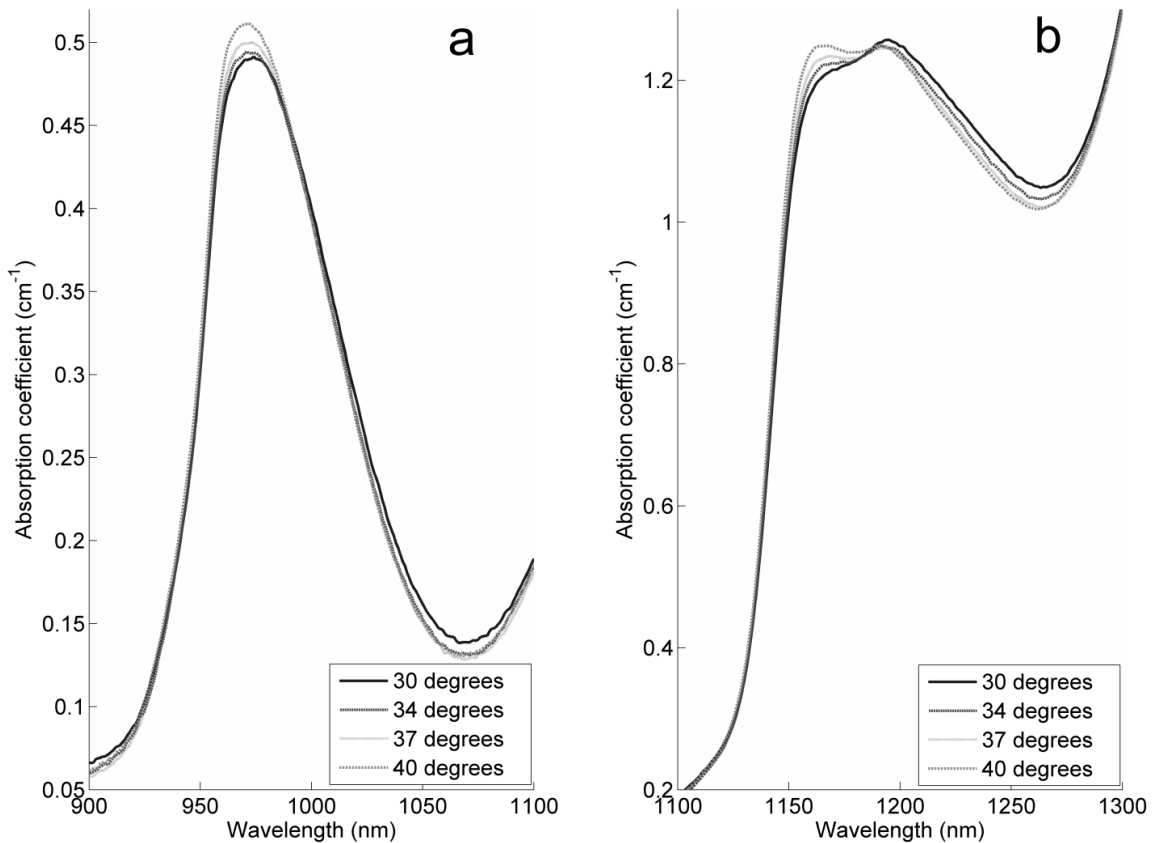 a
0.5
0.45
0.4
0.35
0.3
0.25
0.2
0.15
0.1
0.05
Absorption coefficient (cm-1)
900 950 1000 1050 1100
Wavelength (nm)
30 degrees
34 degrees
37 degrees
40 degrees
b
1.2
1
0.8
0.6
0.4
0.2
Absorption coefficient (cm-1)
1100 1150 1200 1250 1300
Wavelength (nm)
30 degrees
34 degrees
37 degrees
40 degrees